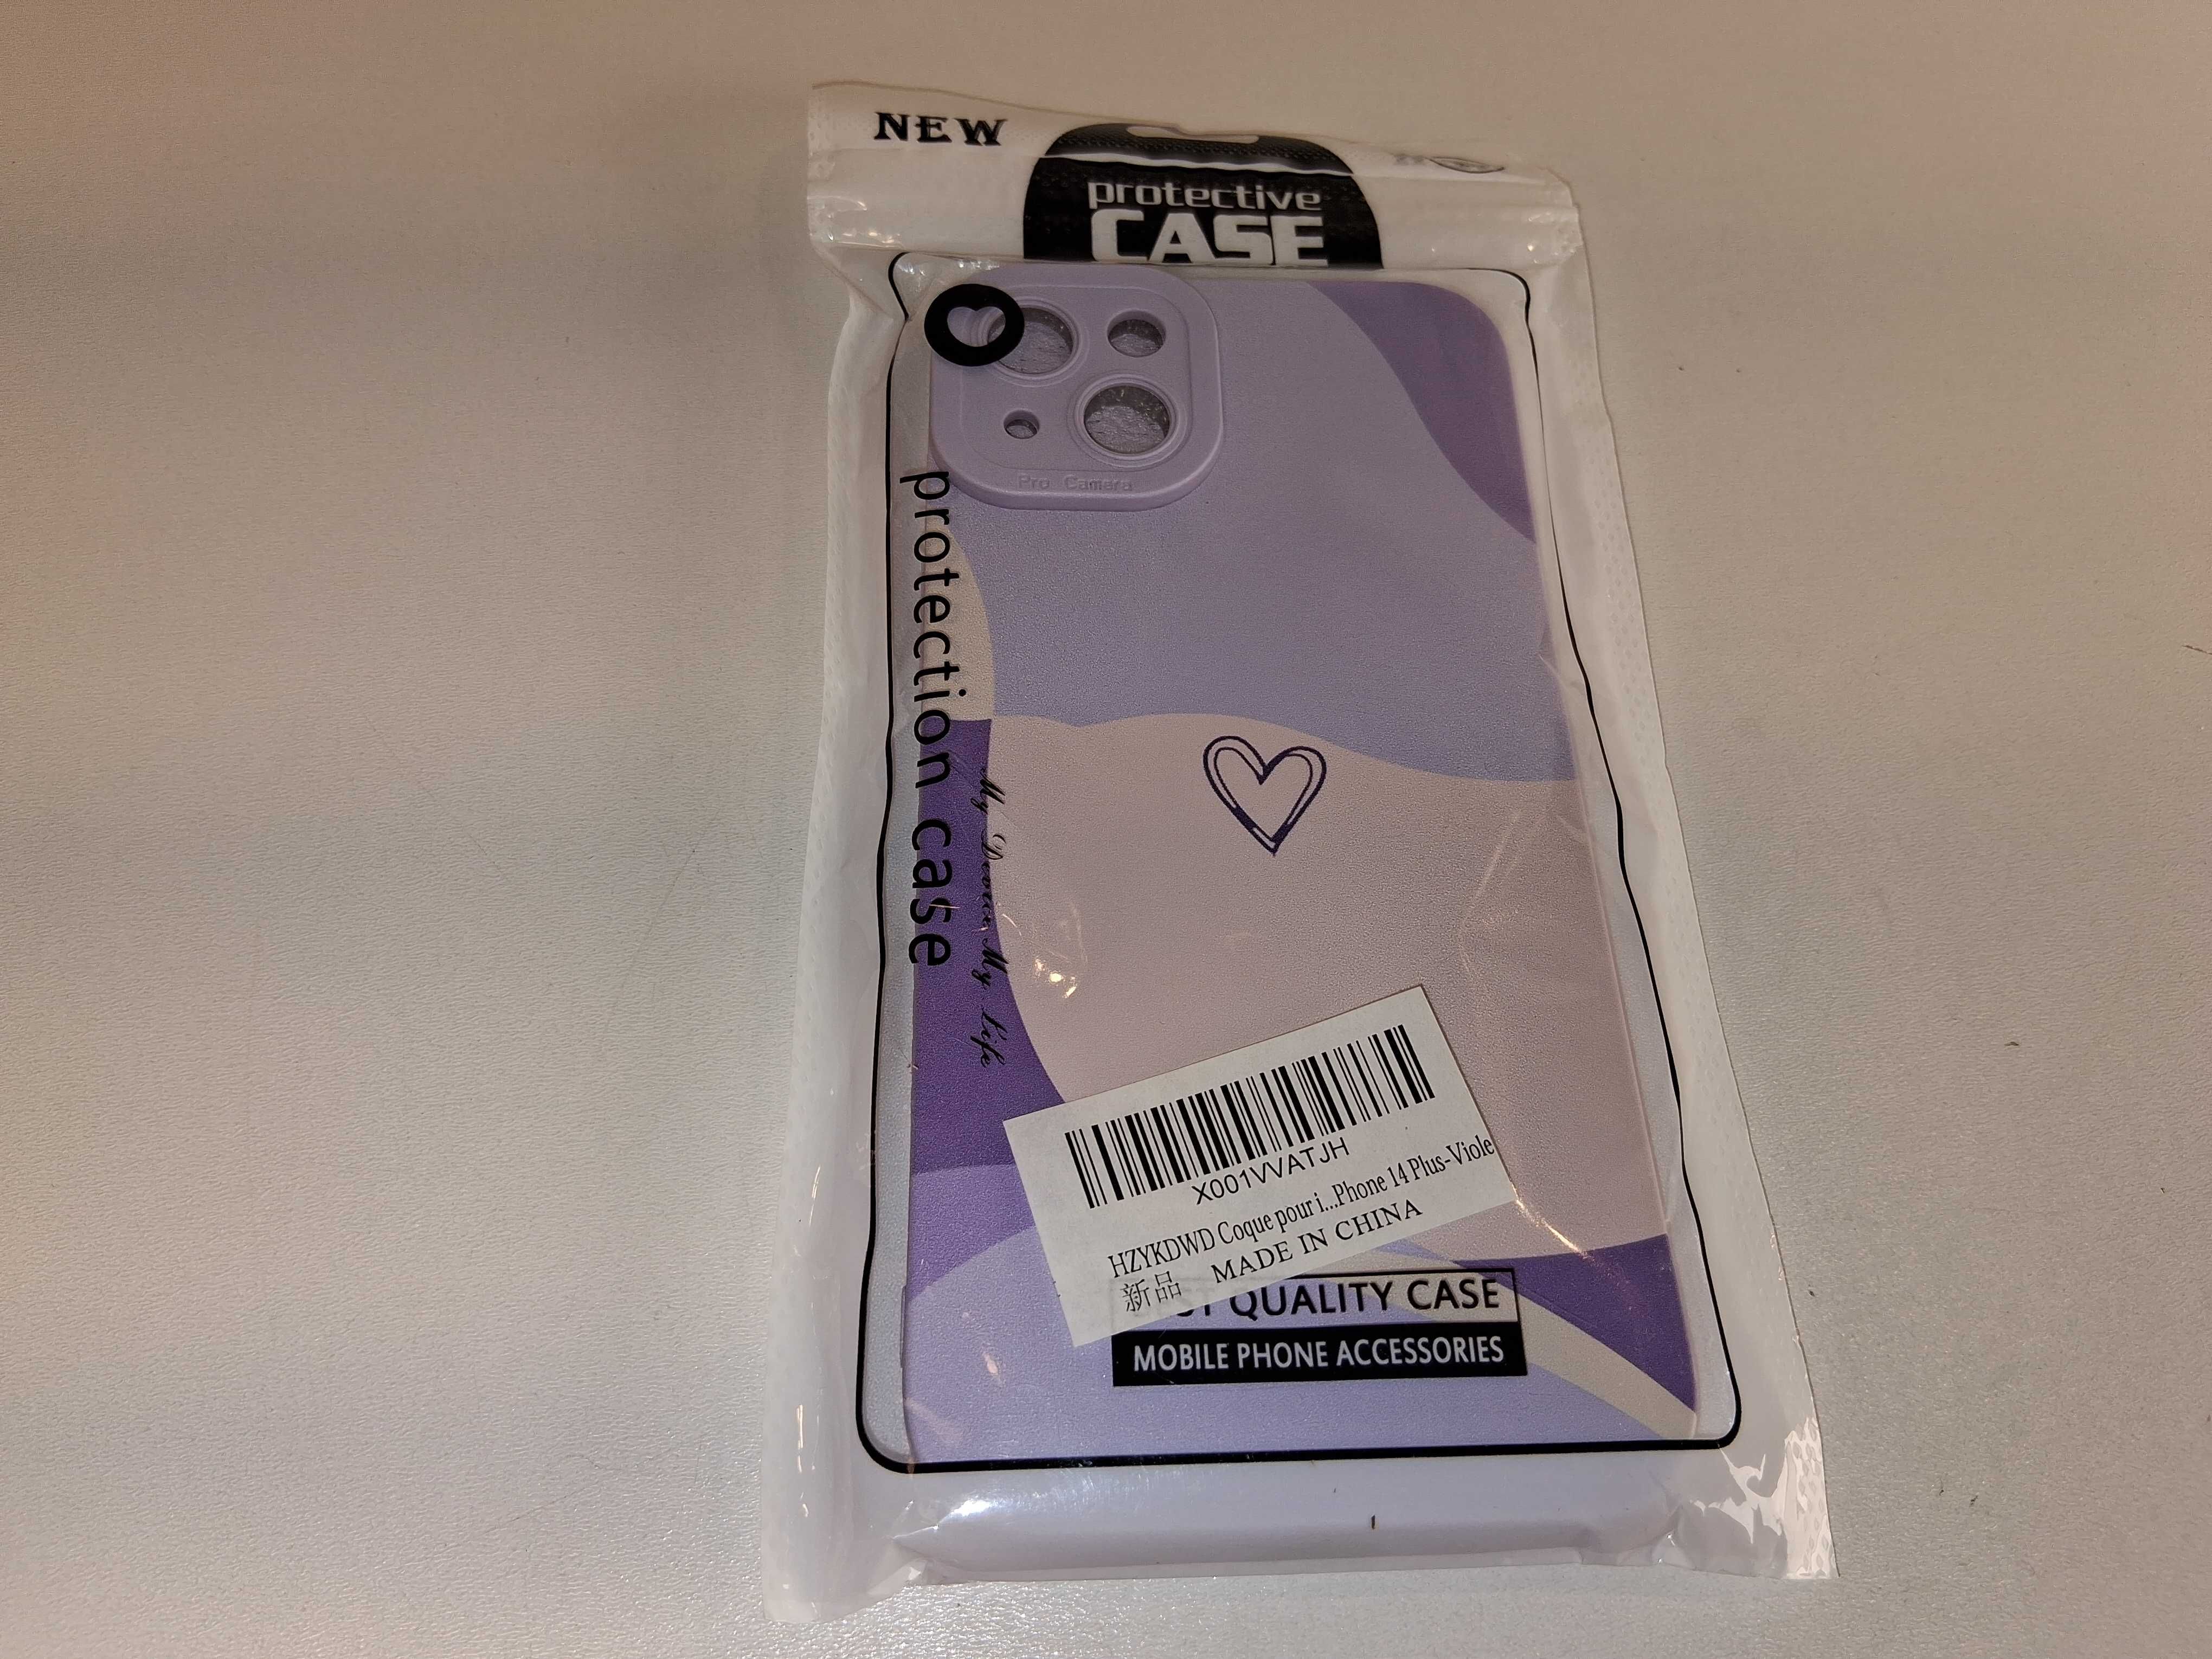 NEW
protective
CASE
Pro Camera
protection case
My Device My Life
X001VVATJH
HZYKDWD Coque pour i...Phone 14 Plus-Viole
新品 MADE IN CHINA
QUALITY CASE
MOBILE PHONE ACCESSORIES